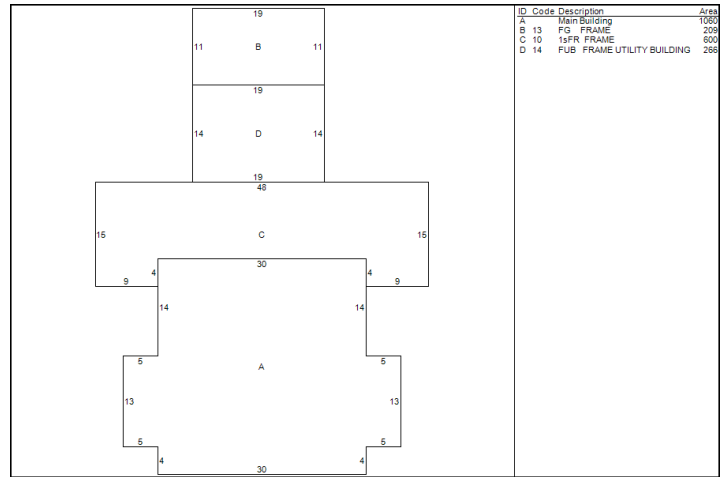 19
11 B 11
19
14 D 14
19
48
15 C 15
30
4 4
9 9
14 14
5 5
A
13 13
5 5
4 4
30
ID Code Description Area
A Main Building 1060
B 13 FG FRAME 209
C 10 1sFR FRAME 600
D 14 FUB FRAME UTILITY BUILDING 266